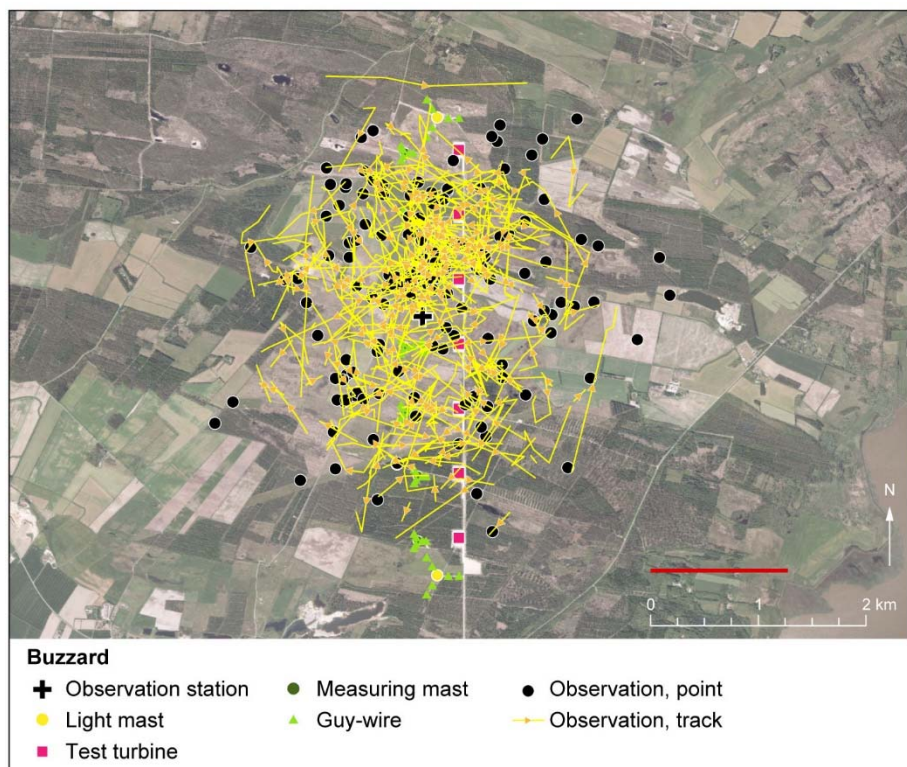 N
0 1 2 km
Buzzard
Observation station
Measuring mast
Observation, point
Light mast
Guy-wire
Observation, track
Test turbine